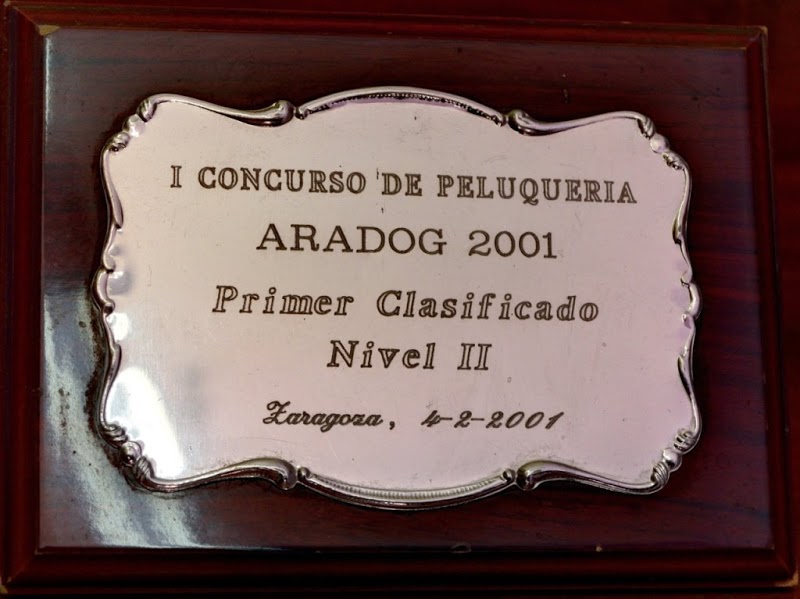 I CONCURSO DE PELUQUERIA
ARADOG 2001
Primer Clasificado
Nivel II
Zaragoza, 4-2-2001